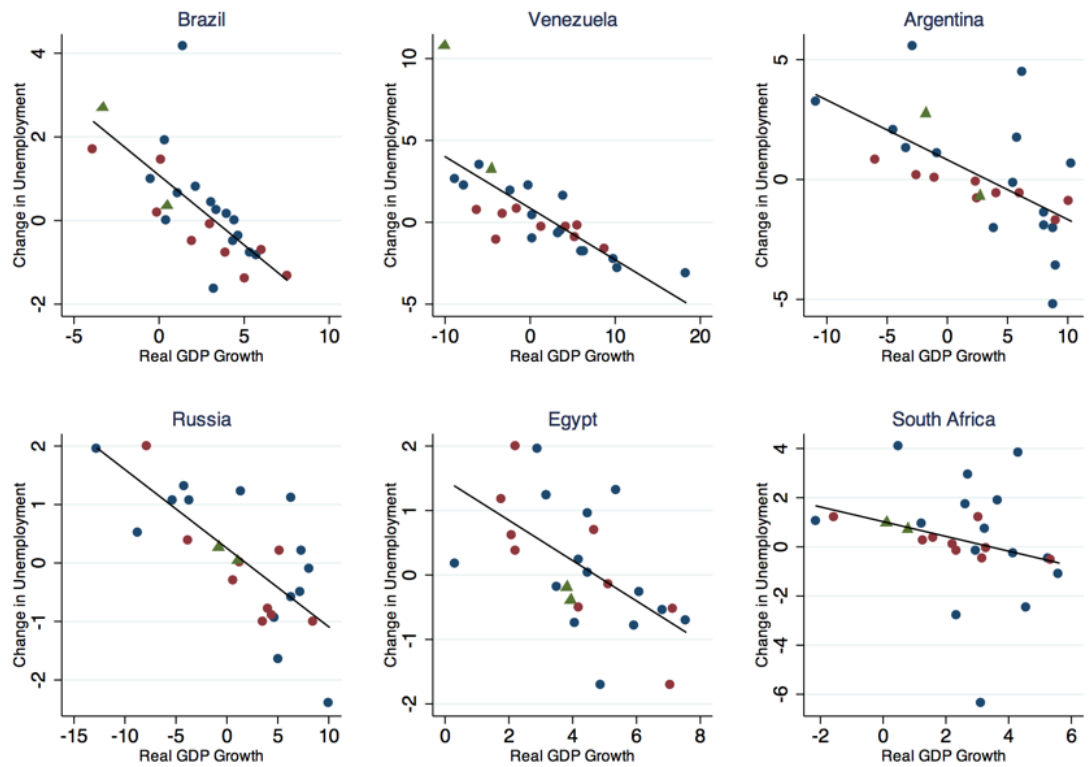 Brazil
Change in Unemployment
4
2
0
-2
-5 0 5 10
Real GDP Growth
Venezuela
Change in Unemployment
10
5
0
-5
-10 0 10 20
Real GDP Growth
Argentina
Change in Unemployment
5
0
-5
-10 -5 0 5 10
Real GDP Growth
Russia
Change in Unemployment
2
1
0
-1
-2
-15 -10 -5 0 5 10
Real GDP Growth
Egypt
Change in Unemployment
2
1
0
-1
-2
0 2 4 6 8
Real GDP Growth
South Africa
Change in Unemployment
4
2
0
-2
-4
-6
-2 0 2 4 6
Real GDP Growth